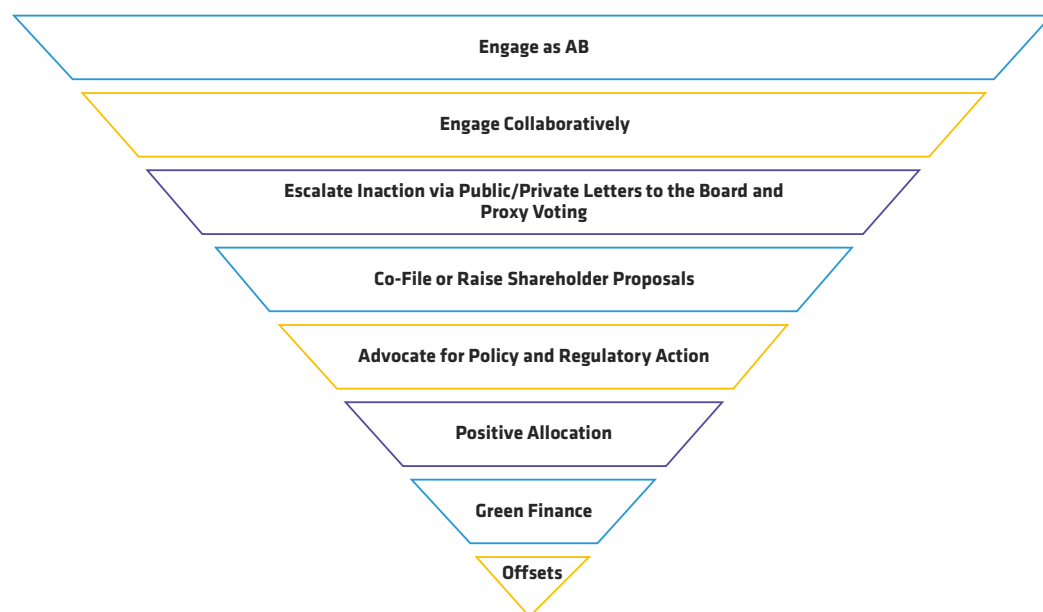 Engage as AB
Engage Collaboratively
Escalate Inaction via Public/Private Letters to the Board and
Proxy Voting
Co-File or Raise Shareholder Proposals
Advocate for Policy and Regulatory Action
Positive Allocation
Green Finance
Offsets